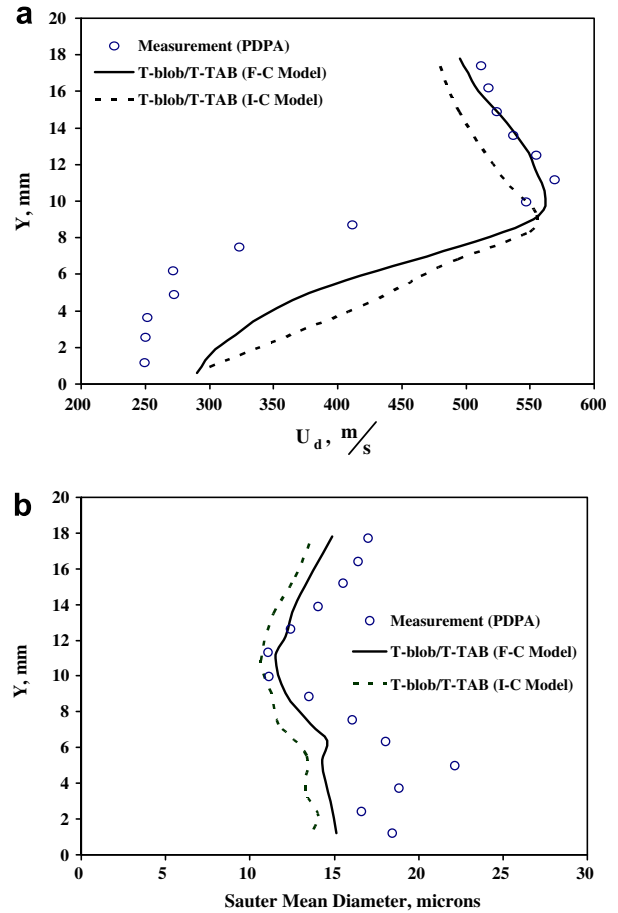 a
20
18
16
14
12
10
8
6
4
2
0
Y, mm
Measurement (PDPA)
T-blob/T-TAB (F-C Model)
T-blob/T-TAB (I-C Model)
200 250 300 350 400 450 500 550 600
U_d , m/s
b
20
18
16
14
12
10
8
6
4
2
0
Y, mm
Measurement (PDPA)
T-blob/T-TAB (F-C Model)
T-blob/T-TAB (I-C Model)
0 5 10 15 20 25 30
Sauter Mean Diameter, microns